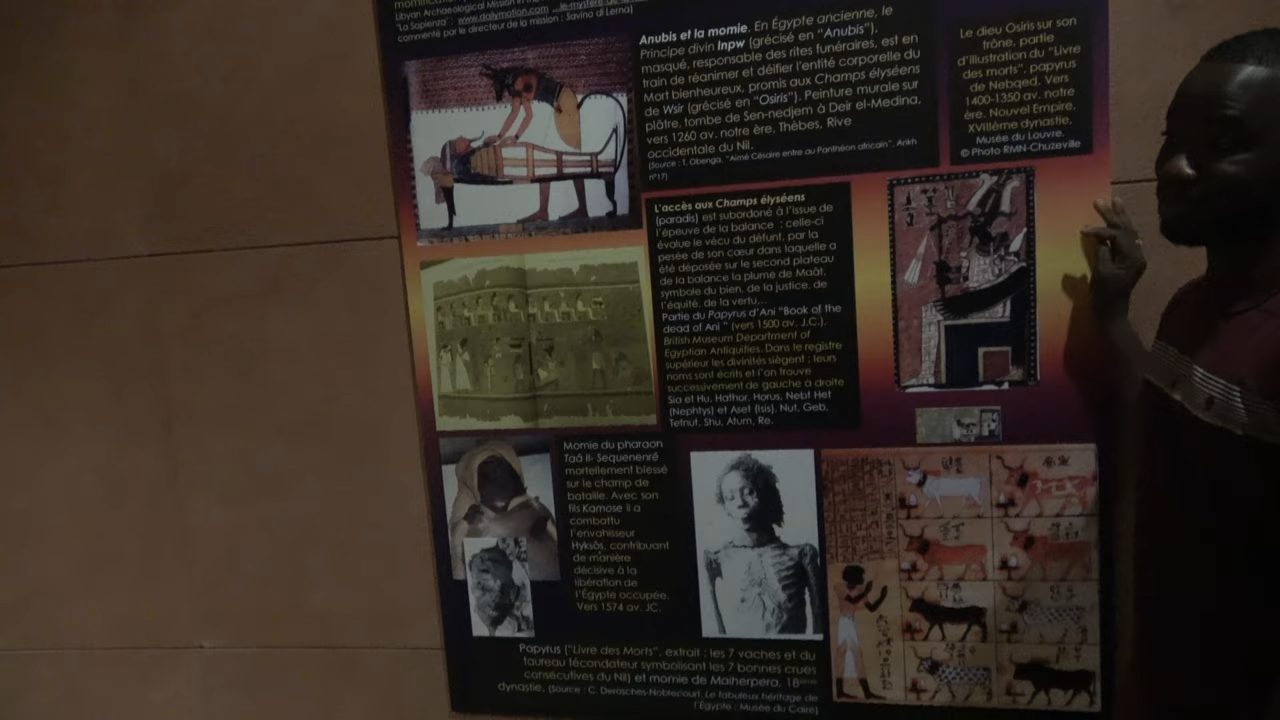 Libyan Archaeological Mission in the
"La Sapienza" : www.dailymotion.com
commenté par le directeur de la mission : Savino di Lerna)
Anubis et la momie. En Égypte ancienne, le
Principe divin Inpw (grécisé en "Anubis"),
masqué, responsable des rites funéraires, est en
train de réanimer et déifier l'entité corporelle du
Mort bienheureux, promis aux Champs élyséens
de Wsir (grécisé en "Osiris"). Peinture murale sur
plâtre, tombe de Sen-nedjem à Deir el-Medina,
vers 1260 av. notre ère, Thèbes, Rive
occidentale du Nil.
(Source : T. Obenga, "Aimé Césaire entre au Panthéon africain", Ankh
n°17)
Le dieu Osiris sur son
trône, partie
d'illustration du "Livre
des morts", papyrus
de Nebqed. Vers
1400-1350 av. notre
ère. Nouvel Empire,
XVIIIème dynastie,
Musée du Louvre.
© Photo RMN-Chuzeville
L'accès aux Champs élyséens
(paradis) est subordoné à l'issue de
l'épeuve de la balance : celle-ci
évalue le vécu du défunt, par la
pesée de son cœur dans laquelle a
été déposée sur le second plateau
de la balance la plume de Maât,
symbole du bien, de la justice, de
l'équité, de la vertu...
Partie du Papyrus d'Ani "Book of the
dead of Ani " (vers 1500 av. J.C.),
British Museum Department of
Egyptian Antiquities. Dans le registre
supérieur les divinités siègent : leurs
noms sont écrits et l'on trouve
successivement de gauche à droite
Sia et Hu, Hathor, Horus, Nebt Het
(Nephtys) et Aset (Isis), Nut, Geb,
Tefnut, Shu, Atum, Re.
Momie du pharaon
Taâ II- Sequenenré
mortellement blessé
sur le champ de
bataille. Avec son
fils Kamose il a
combattu
l'envahisseur
Hyksôs, contribuant
de manière
décisive à la
libération de
l'Égypte occupée.
Vers 1574 av. JC.
Papyrus ("Livre des Morts", extrait : les 7 vaches et du
taureau fécondateur symbolisant les 7 bonnes crues
consécutives du Nil) et momie de Maiherpera, 18ème
dynastie, (Source : C. Desroches-Noblecourt, Le fabuleux héritage de
l'Égypte ; Musée du Caire)